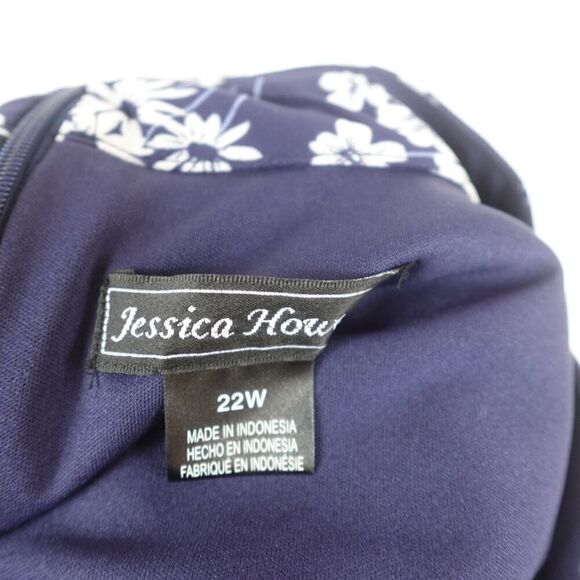 Jessica How
22W
MADE IN INDONESIA
HECHO EN INDONESIA
FABRIQUÉ EN INDONÉSIE